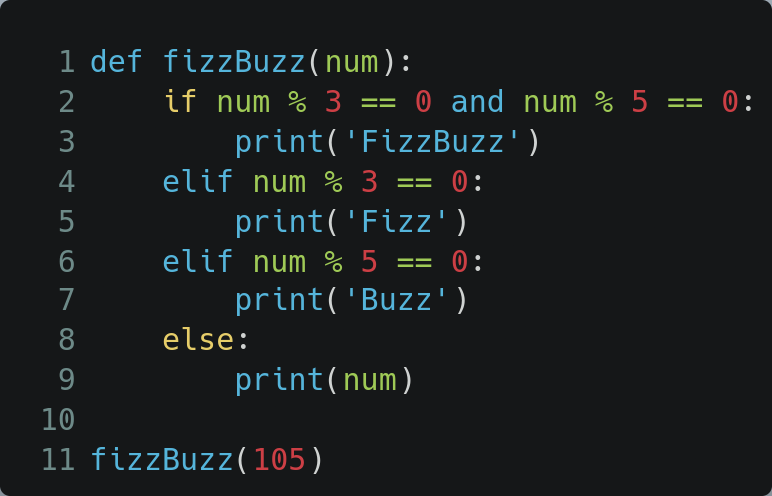 1 def fizzBuzz(num):
2     if num % 3 == 0 and num % 5 == 0:
3         print('FizzBuzz')
4     elif num % 3 == 0:
5         print('Fizz')
6     elif num % 5 == 0:
7         print('Buzz')
8     else:
9         print(num)
10
11 fizzBuzz(105)